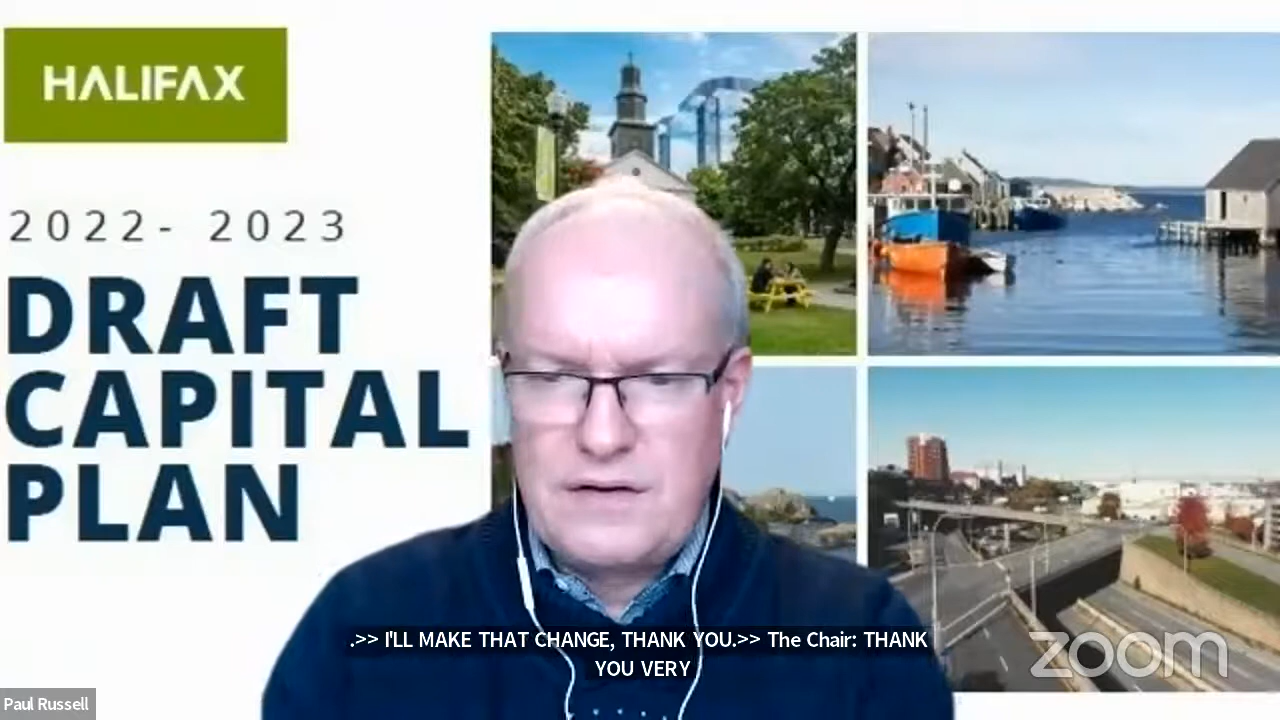 HALIFAX
2022- 2023
DRAFT
CAPITAL
PLAN
.>> I'LL MAKE THAT CHANGE, THANK YOU.>> The Chair: THANK
YOU VERY
zoom
Paul Russell